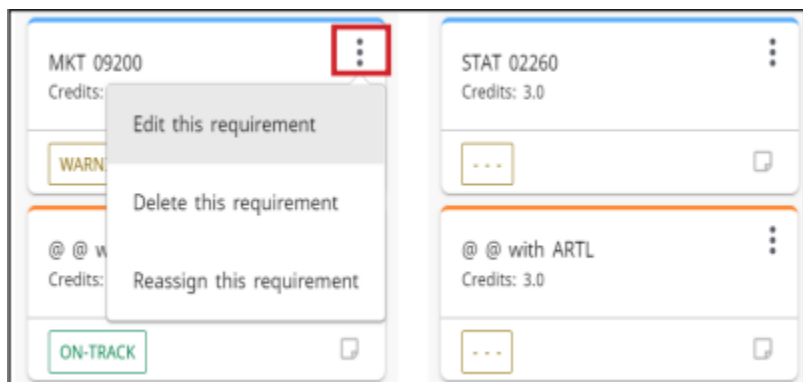 MKT 09200
Credits:
Edit this requirement
WARN
Delete this requirement
@ @ w
Credits:
Reassign this requirement
ON-TRACK
STAT 02260
Credits: 3.0
- - -
@ @ with ARTL
Credits: 3.0
- - -